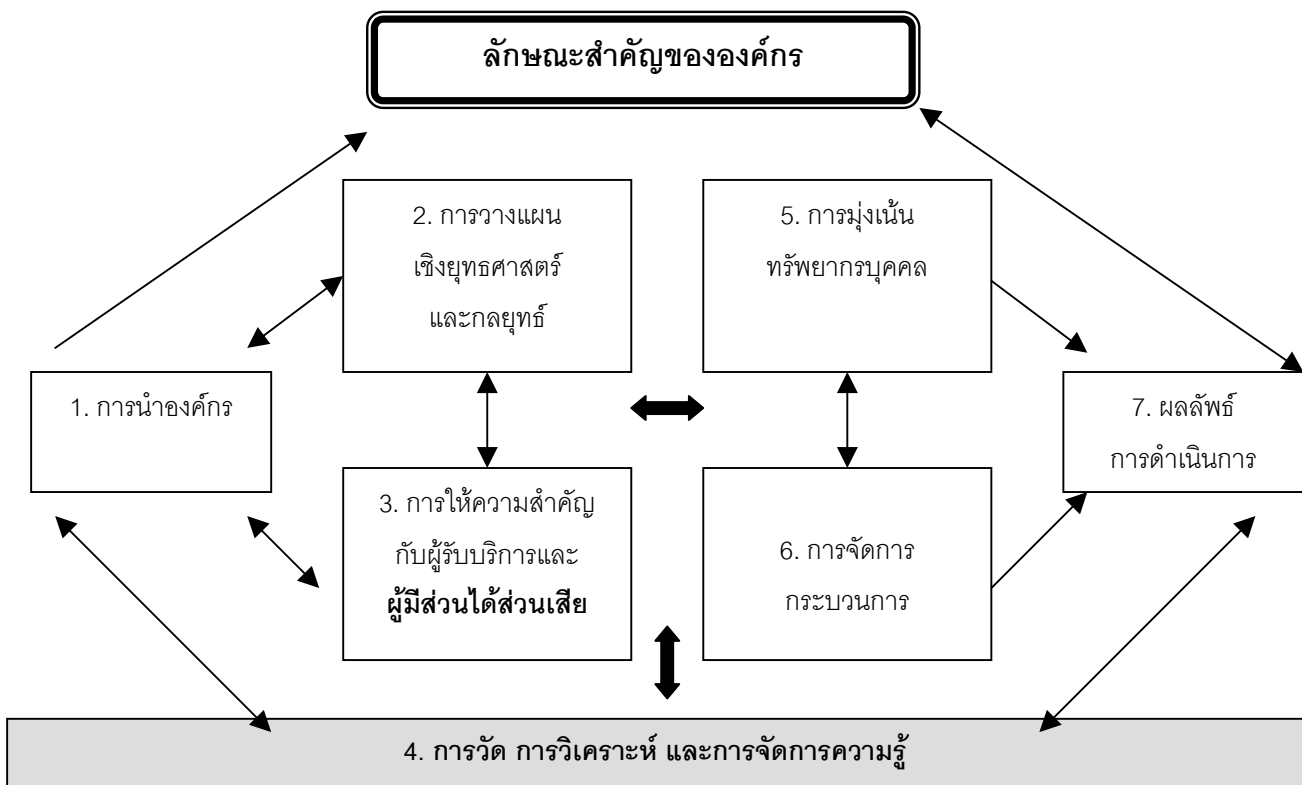 ลักษณะสำคัญขององค์กร
2. การวางแผน
เชิงยุทธศาสตร์
และกลยุทธ์
5. การมุ่งเน้น
ทรัพยากรบุคคล
1. การนำองค์กร
7. ผลลัพธ์
การดำเนินการ
3. การให้ความสำคัญ
กับผู้รับบริการและ
ผู้มีส่วนได้ส่วนเสีย
6. การจัดการ
กระบวนการ
4. การวัด การวิเคราะห์ และการจัดการความรู้